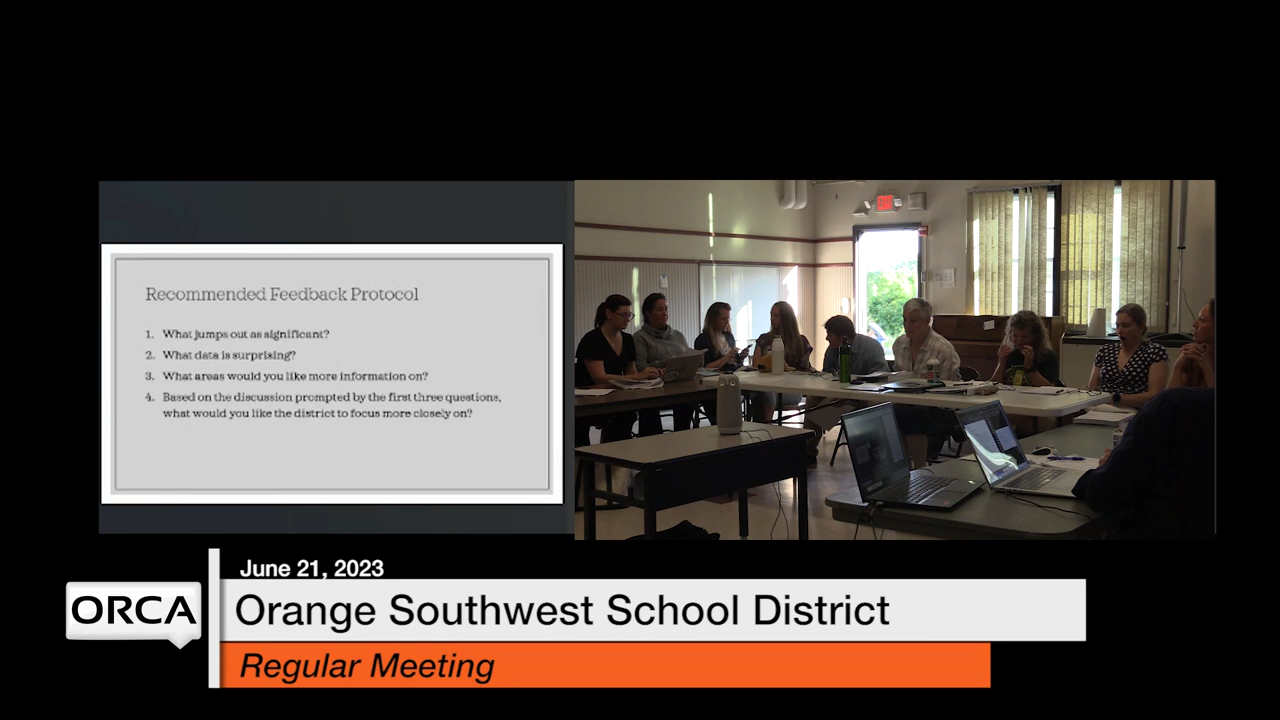 Recommended Feedback Protocol
1. What jumps out as significant?
2. What data is surprising?
3. What areas would you like more information on?
4. Based on the discussion prompted by the first three questions,
what would you like the district to focus more closely on?
EXIT
June 21, 2023
ORCA
Orange Southwest School District
Regular Meeting